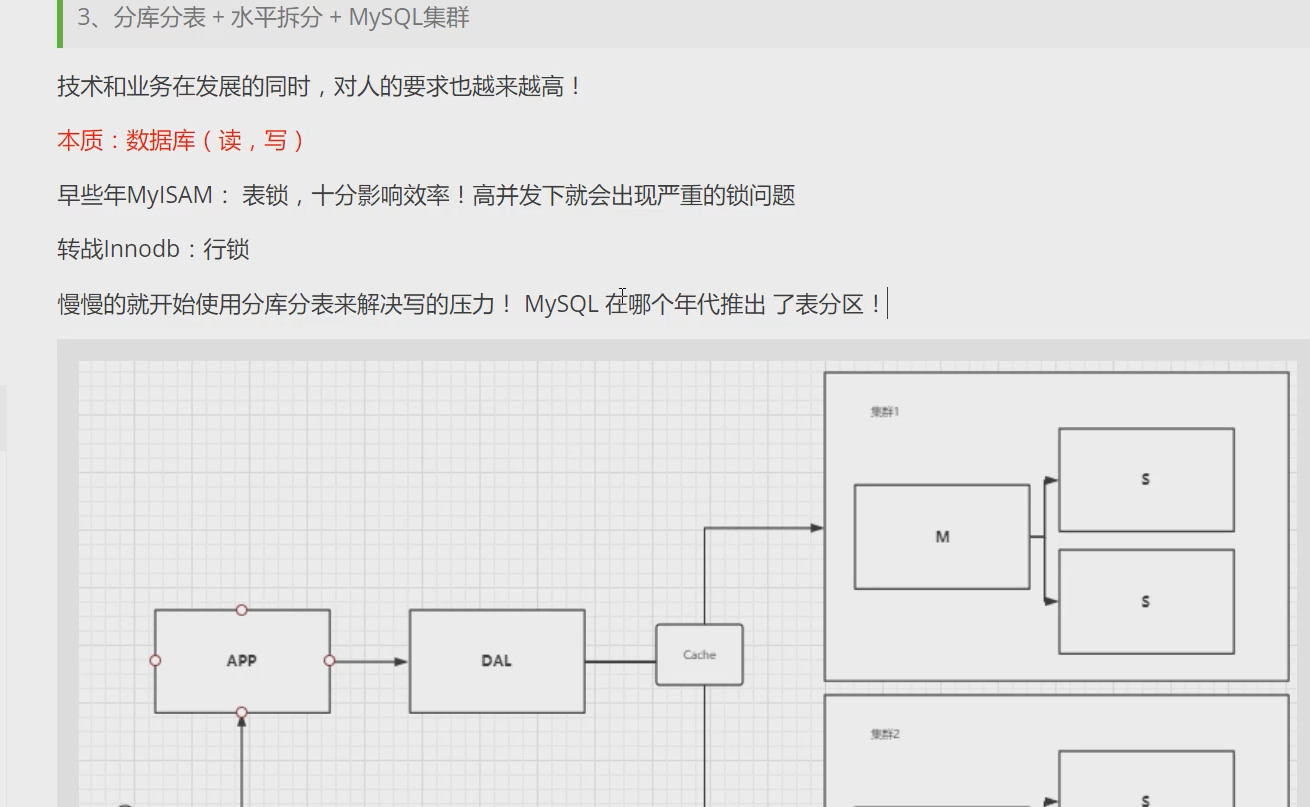 3、分库分表 + 水平拆分 + MySQL集群
技术和业务在发展的同时，对人的要求也越来越高！
本质：数据库（读，写）
早些年MyISAM： 表锁，十分影响效率！高并发下就会出现严重的锁问题
转战Innodb：行锁
慢慢的就开始使用分库分表来解决写的压力！ MySQL 在哪个年代推出 了表分区！
集群1
S
M
S
APP
DAL
Cache
集群2
S